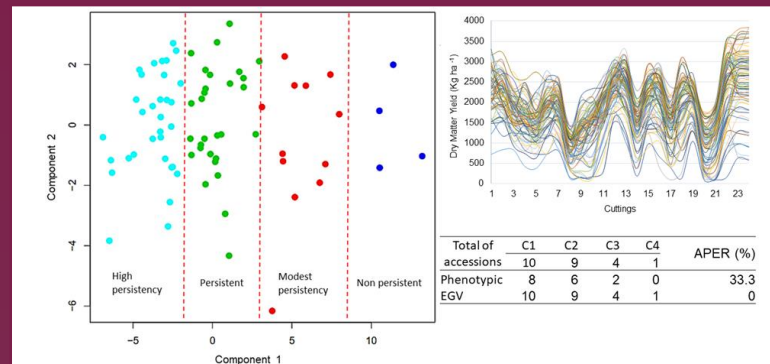 2
0
−2
−4
−6
Component 2
High
persistency
Persistent
Modest
persistency
Non persistent
−5
0
5
10
Component 1
Dry Matter Yield (Kg ha⁻¹)
4000
3500
3000
2500
2000
1500
1000
500
0
1 3 5 7 9 11 13 15 17 19 21 23
Cuttings
Total of accessions C1 C2 C3 C4 APER (%)
10 9 4 1
Phenotypic 8 6 2 0 33.3
EGV 10 9 4 1 0